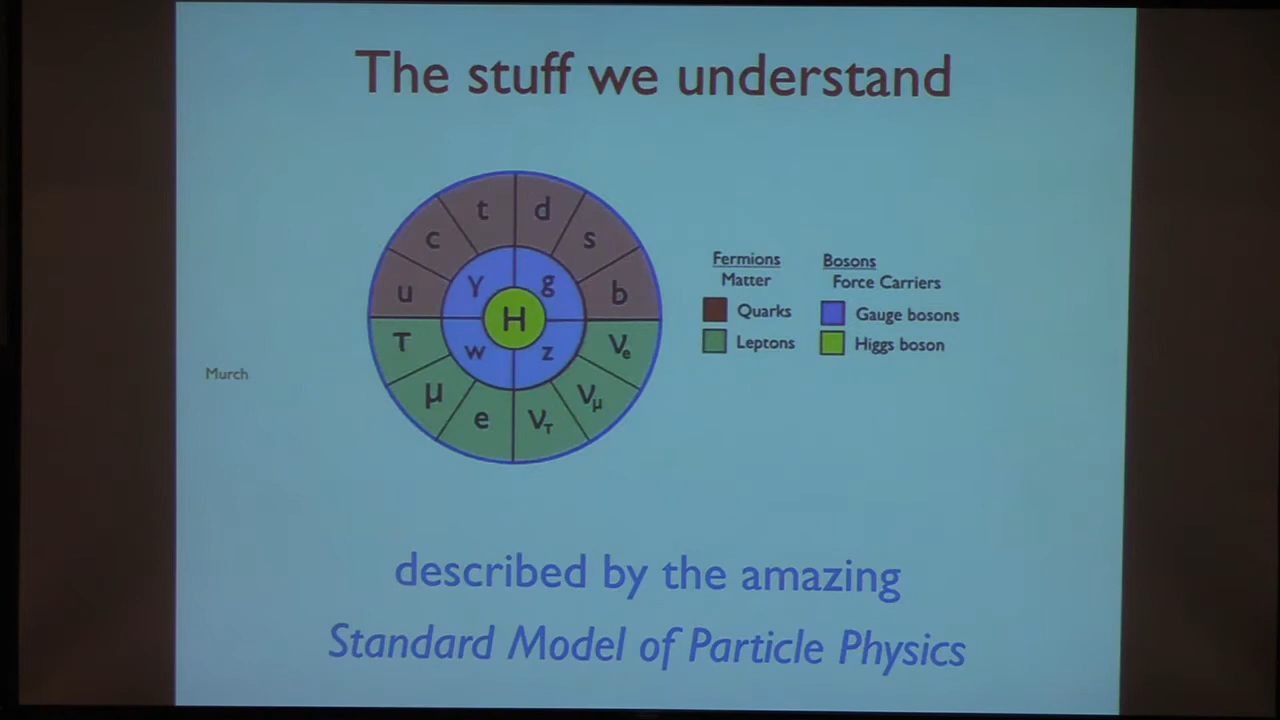 The stuff we understand
t d
c s
γ g
u b
H
τ νe
w z
μ νμ
e ντ
Fermions Bosons
Matter Force Carriers
Quarks Gauge bosons
Leptons Higgs boson
Murch
described by the amazing
Standard Model of Particle Physics